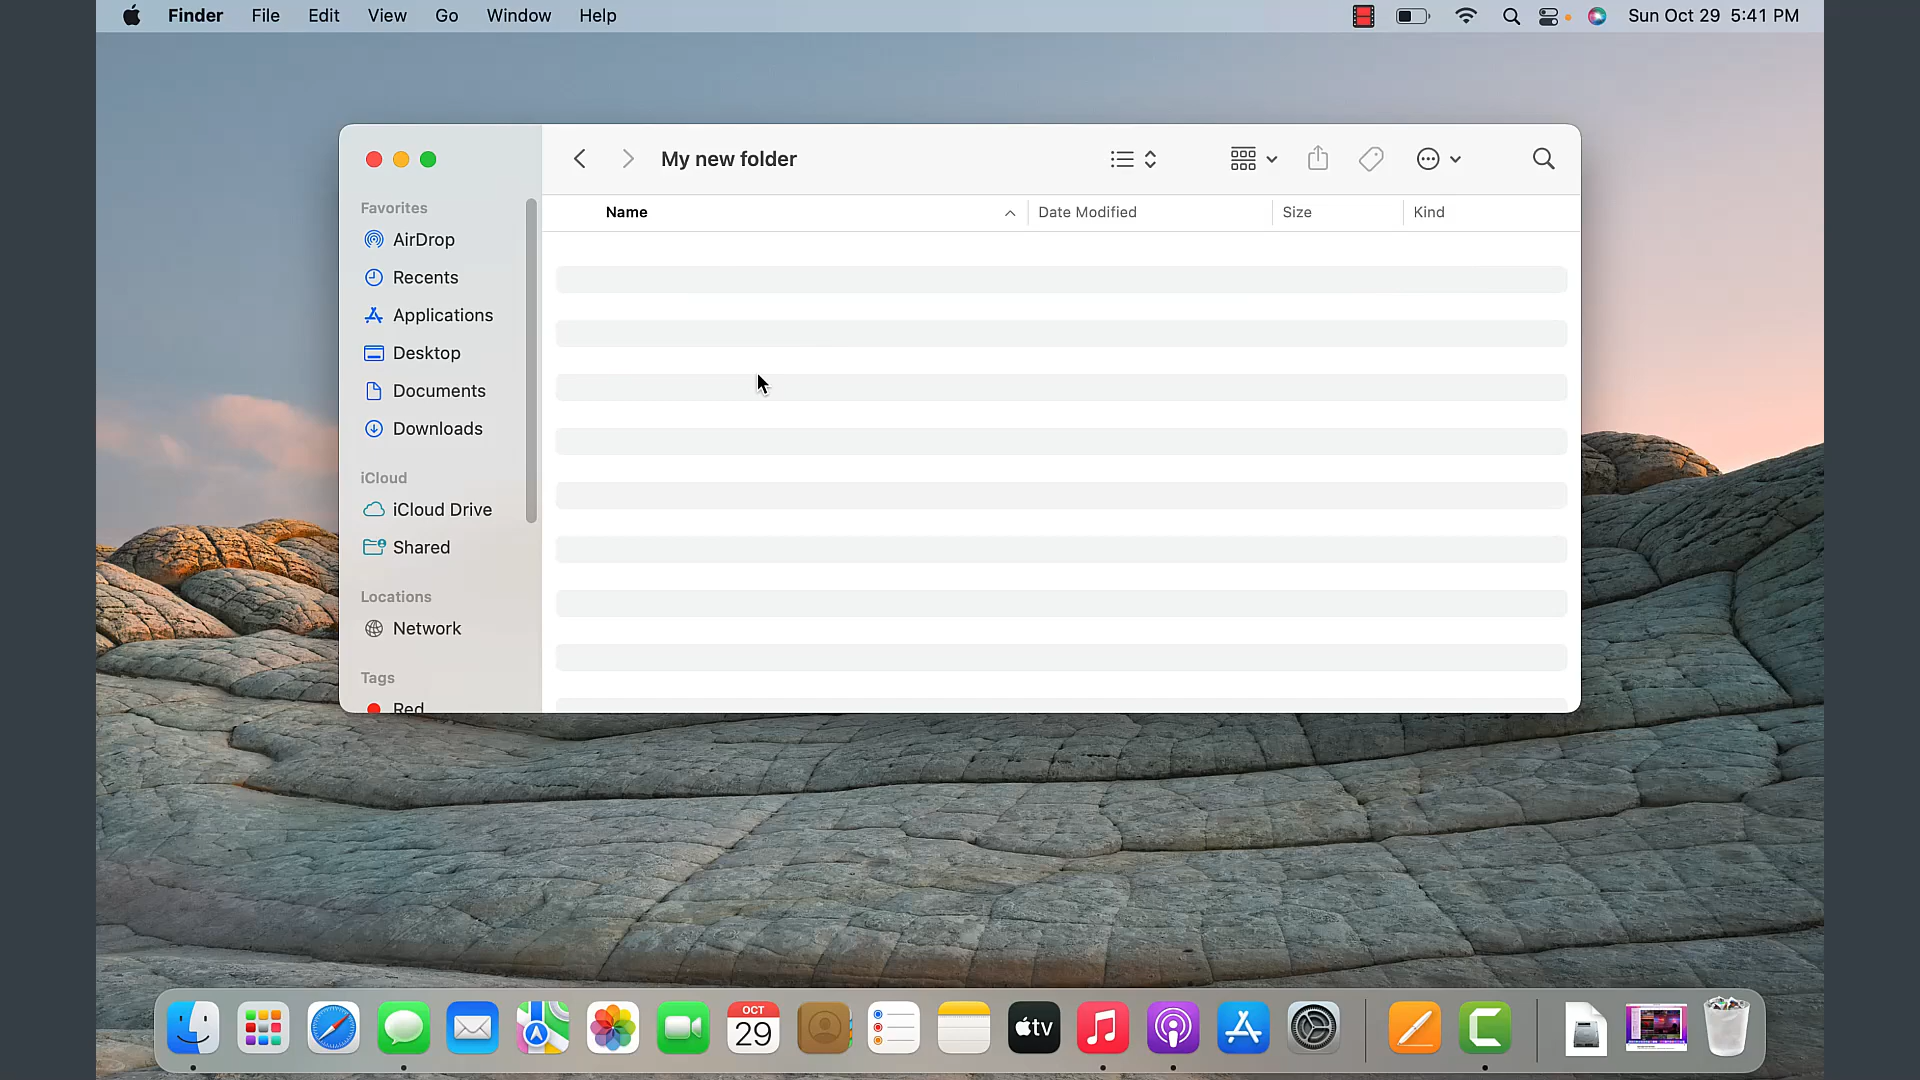 Finder File Edit View Go Window Help Sun Oct 29 5:41 PM
My new folder
Name Date Modified Size Kind
Favorites
AirDrop
Recents
Applications
Desktop
Documents
Downloads
iCloud
iCloud Drive
Shared
Locations
Network
Tags
Red
OCT
29
tv